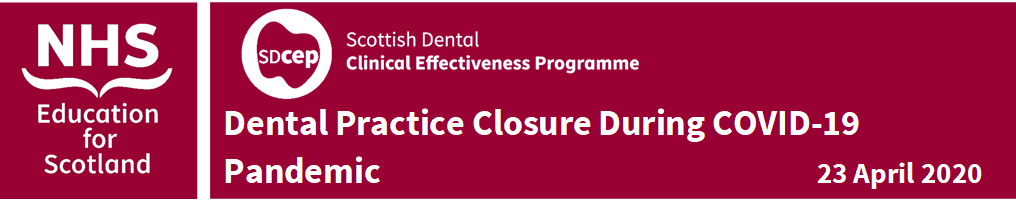 NHS
Education
for
Scotland
SDcep
Scottish Dental
Clinical Effectiveness Programme
Dental Practice Closure During COVID-19
Pandemic
23 April 2020